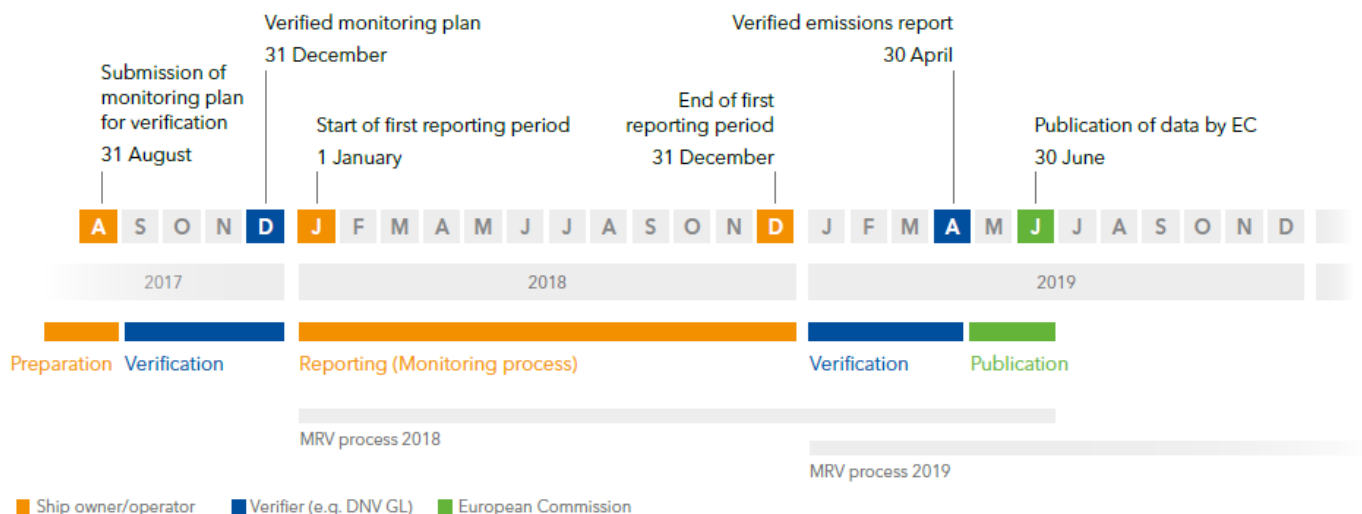 Verified monitoring plan
31 December
Verified emissions report
30 April
Submission of
monitoring plan
for verification
31 August
Start of first reporting period
1 January
End of first
reporting period
31 December
Publication of data by EC
30 June
A S O N D J F M A M J J A S O N D J F M A M J J A S O N D
2017 2018 2019
Preparation Verification Reporting (Monitoring process) Verification Publication
MRV process 2018
MRV process 2019
Ship owner/operator Verifier (e.g. DNV GL) European Commission